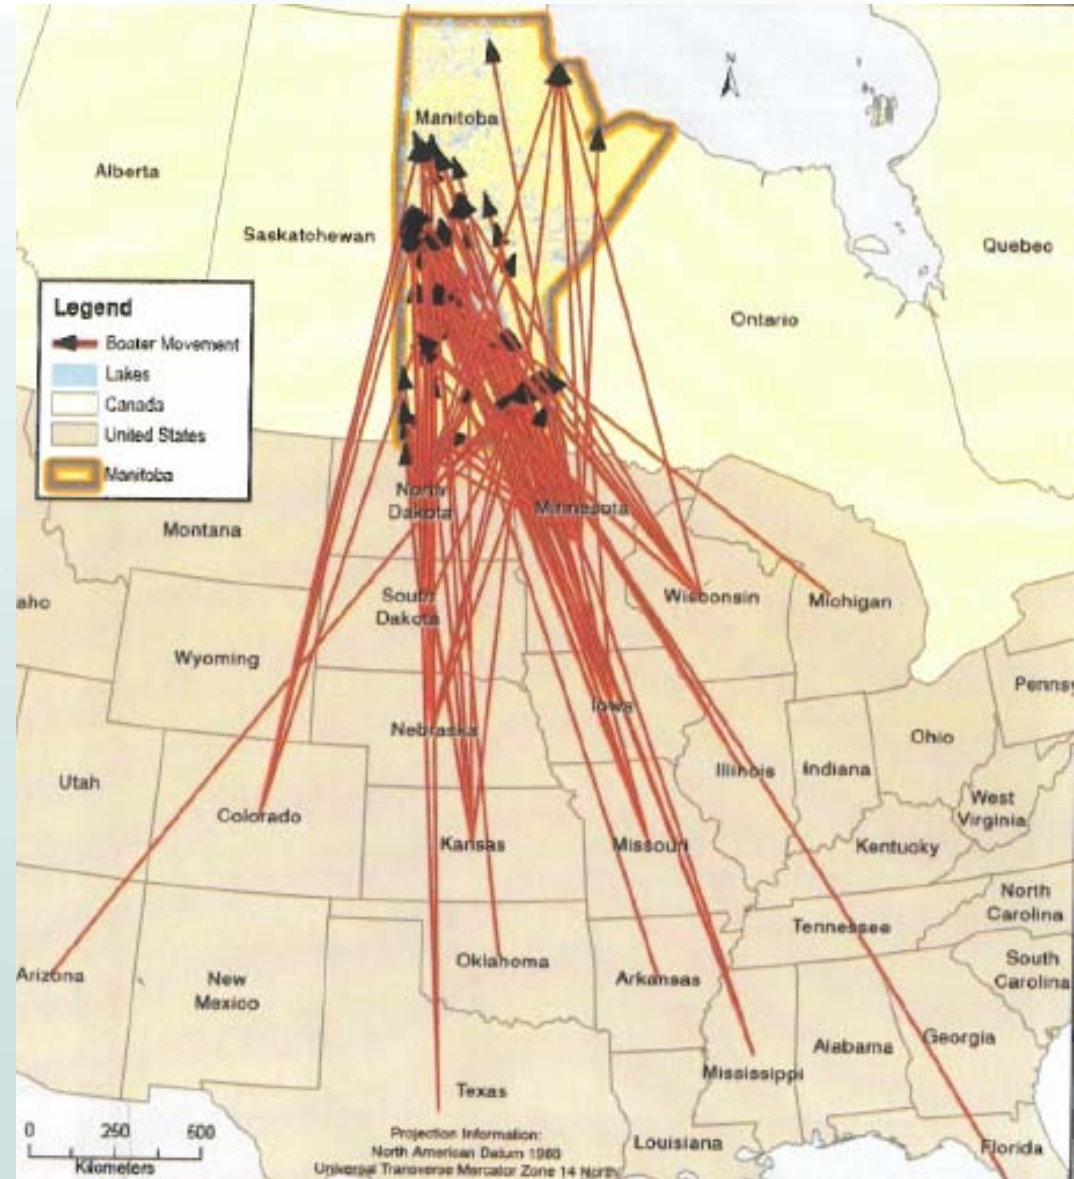 N
Manitoba
Alberta
Saskatchewan
Quebec
Ontario
Legend
Boater Movement
Lakes
Canada
United States
Manitoba
North
Dakota
Minnesota
Montana
aho
South
Dakota
Wisconsin
Michigan
Wyoming
Pennsy
Nebraska
Iowa
Ohio
Utah
Illinois
Indiana
West
Virginia
Colorado
Kansas
Missouri
Kentucky
North
Carolina
Tennessee
Arizona
New
Mexico
Oklahoma
Arkansas
South
Carolina
Alabama
Georgia
Mississippi
Texas
0 250 500
Kilometers
Projection Information:
North American Datum 1983
Universal Transverse Mercator Zone 14 North
Louisiana
Florida